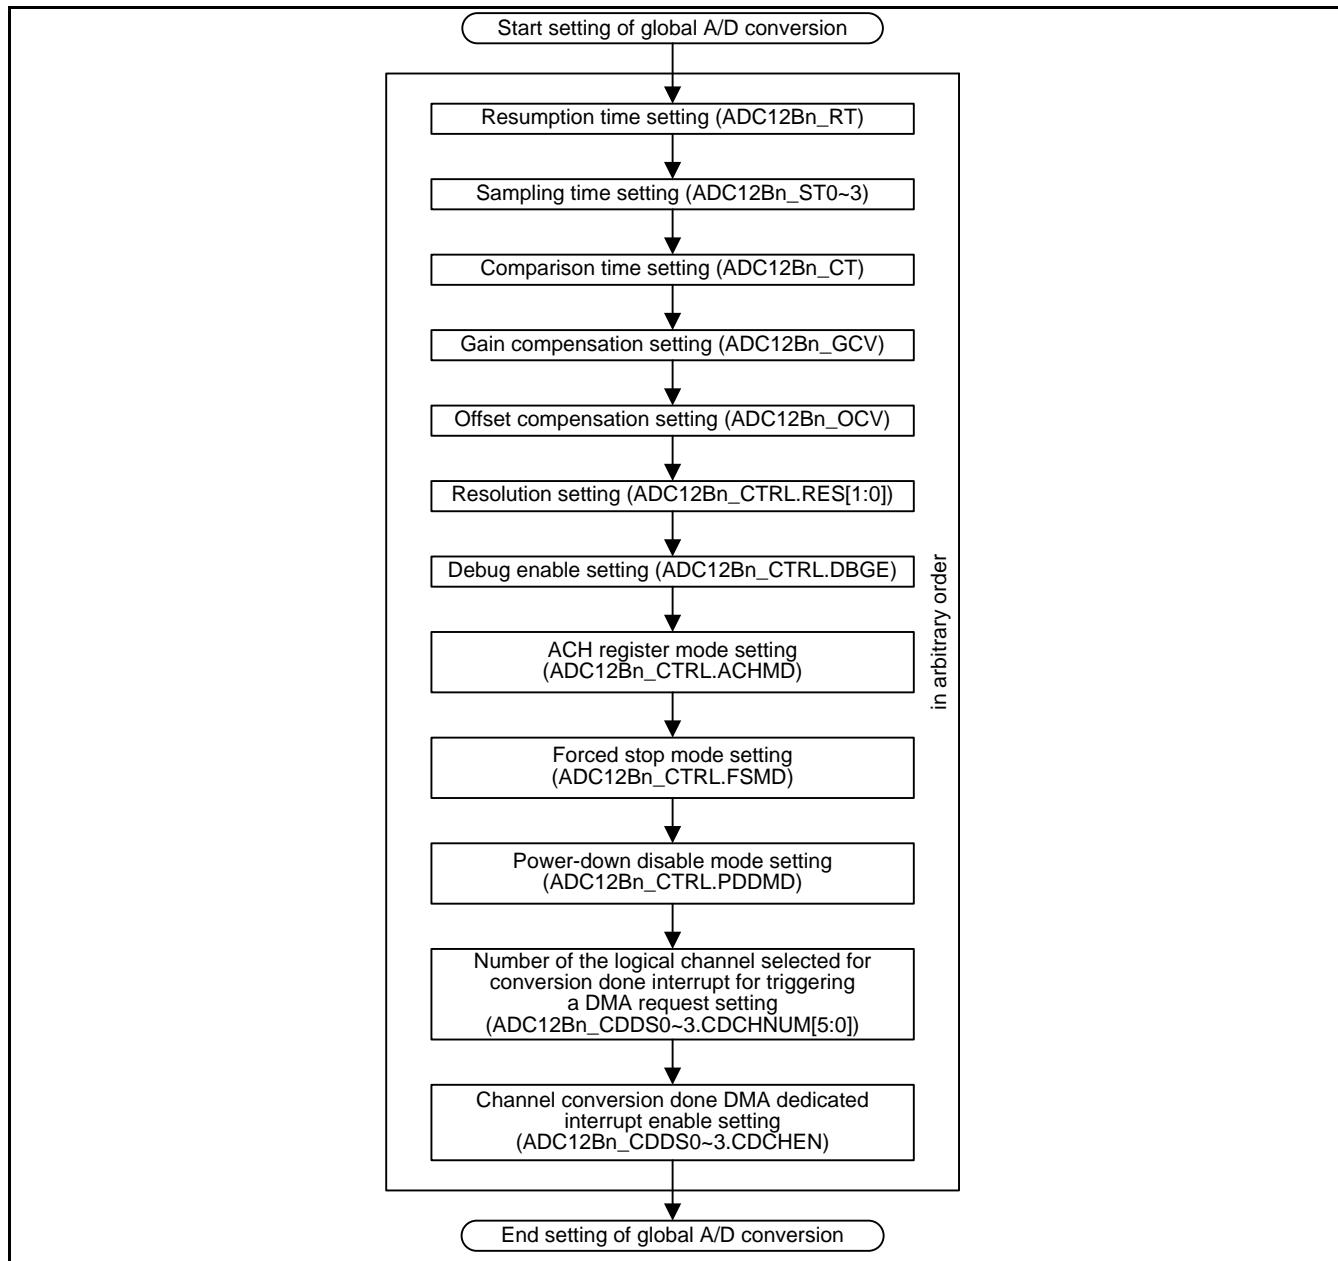 Start setting of global A/D conversion
Resumption time setting (ADC12Bn_RT)
Sampling time setting (ADC12Bn_ST0~3)
Comparison time setting (ADC12Bn_CT)
Gain compensation setting (ADC12Bn_GCV)
Offset compensation setting (ADC12Bn_OCV)
Resolution setting (ADC12Bn_CTRL.RES[1:0])
Debug enable setting (ADC12Bn_CTRL.DBGE)
ACH register mode setting
(ADC12Bn_CTRL.ACHMD)
Forced stop mode setting
(ADC12Bn_CTRL.FSMD)
Power-down disable mode setting
(ADC12Bn_CTRL.PDDMD)
Number of the logical channel selected for
conversion done interrupt for triggering
a DMA request setting
(ADC12Bn_CDDS0~3.CDCHNUM[5:0])
Channel conversion done DMA dedicated
interrupt enable setting
(ADC12Bn_CDDS0~3.CDCHEN)
in arbitrary order
End setting of global A/D conversion